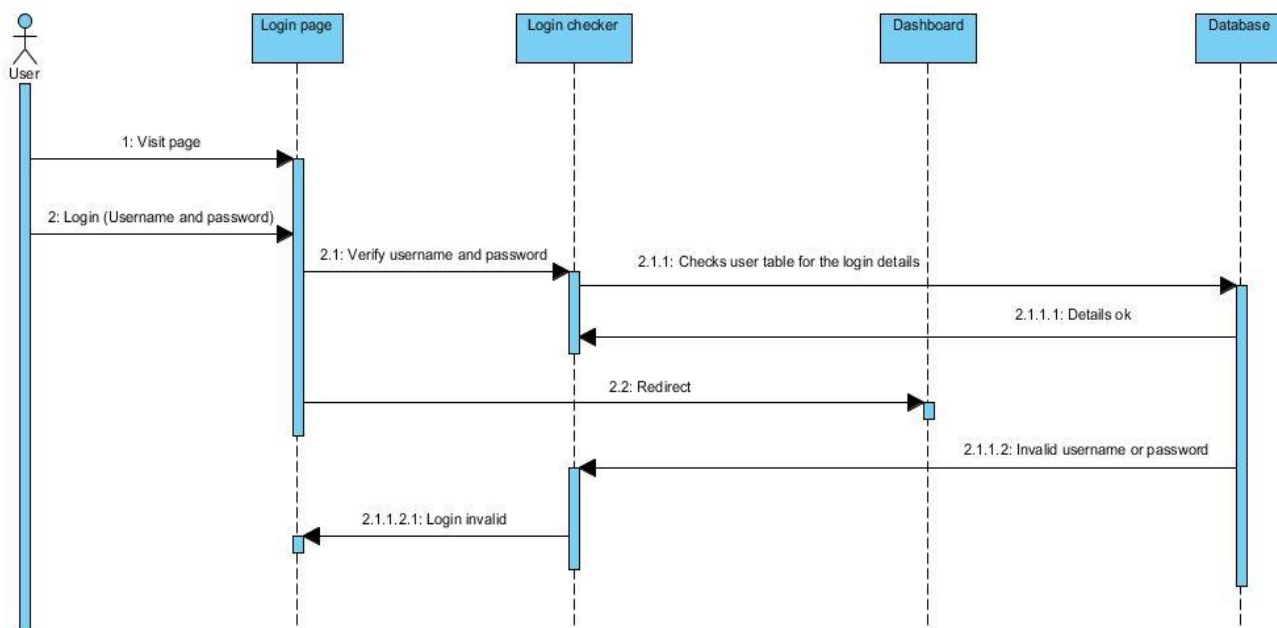 User
Login page
Login checker
Dashboard
Database
1: Visit page
2: Login (Username and password)
2.1: Verify username and password
2.1.1: Checks user table for the login details
2.1.1.1: Details ok
2.2: Redirect
2.1.1.2: Invalid username or password
2.1.1.2.1: Login invalid